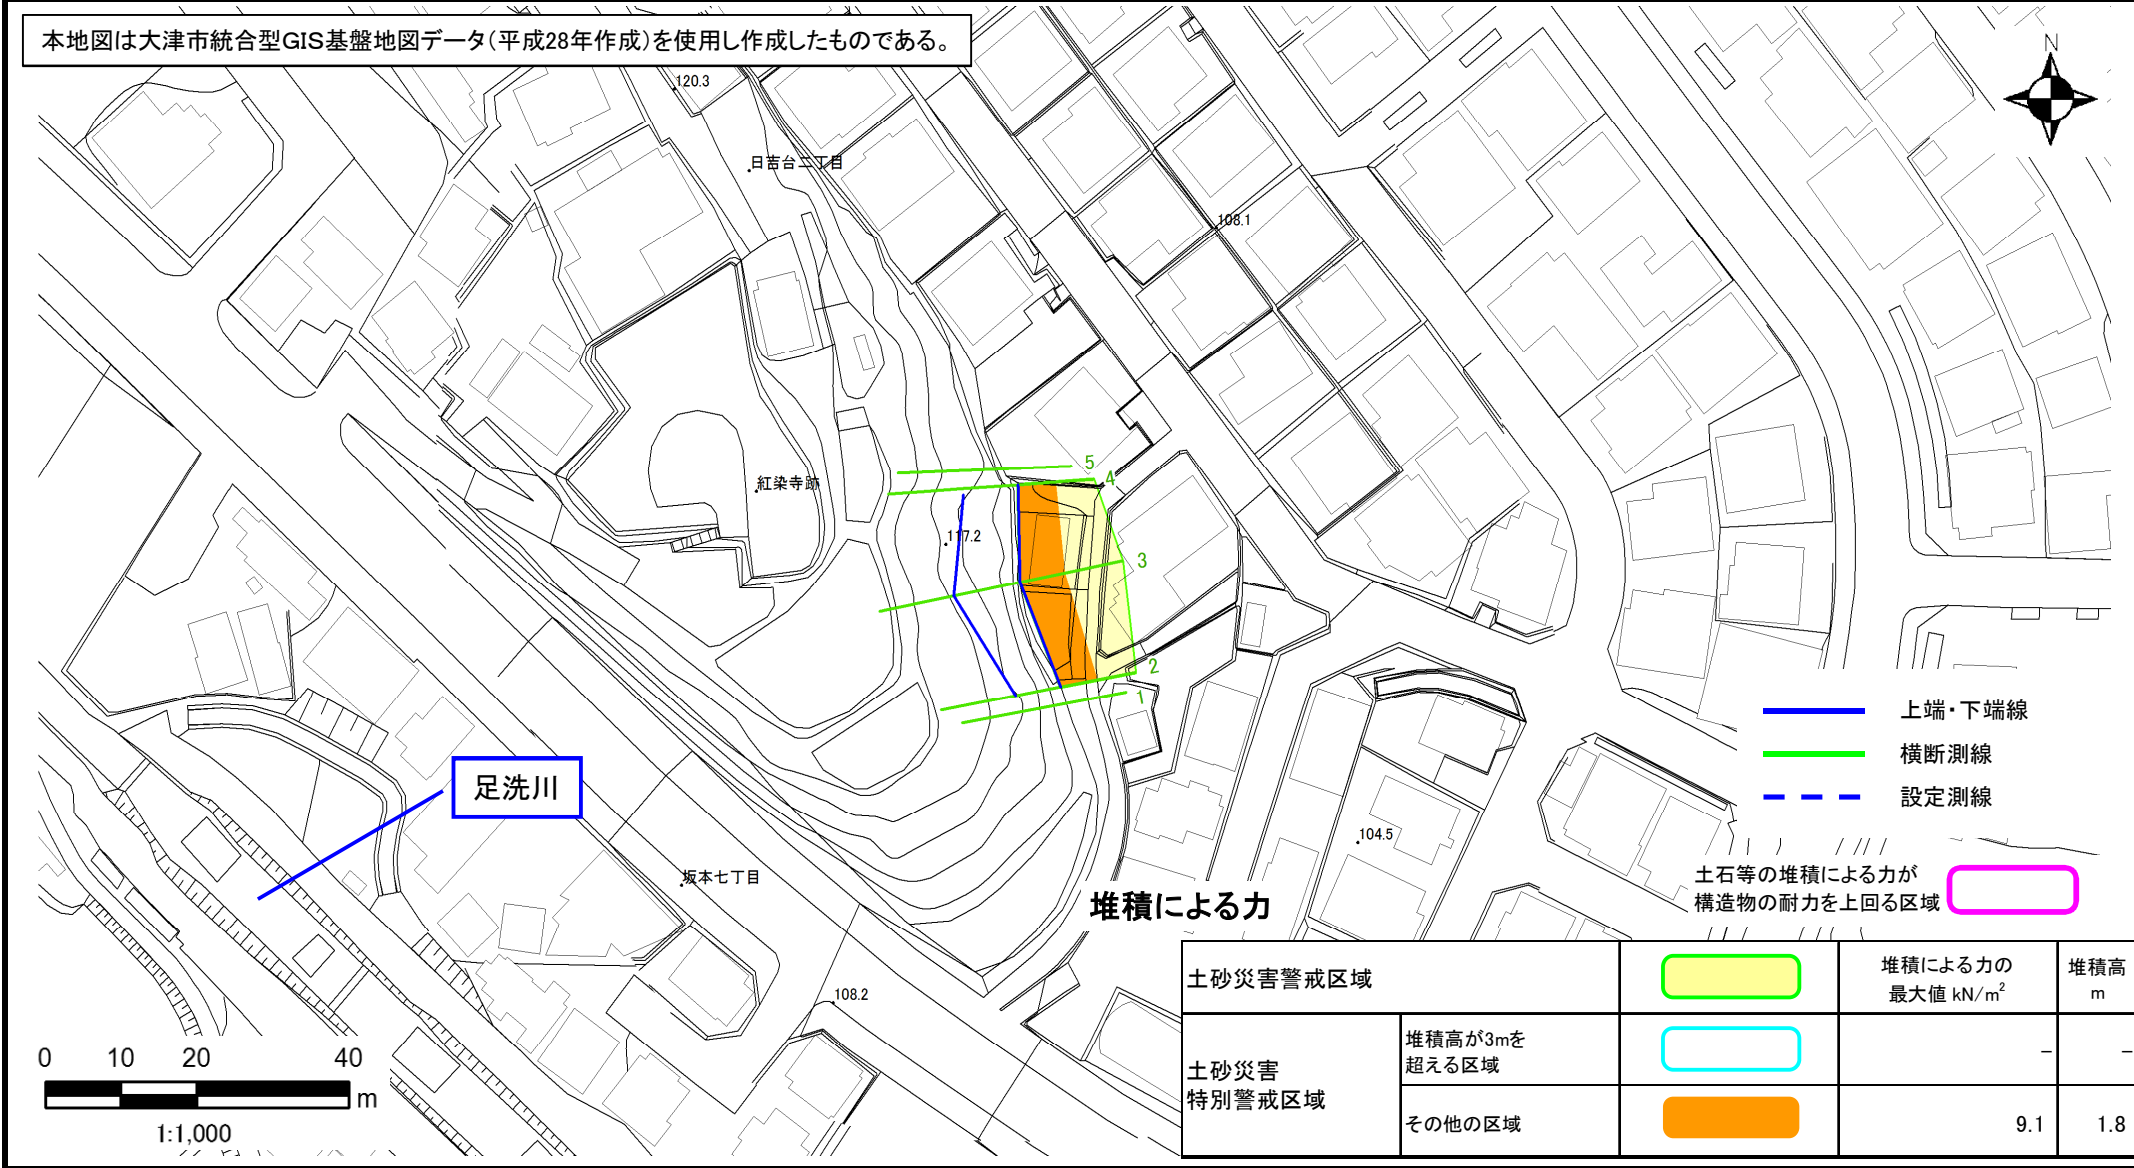 本地図は大津市統合型GIS基盤地図データ(平成28年作成)を使用し作成したものである。
N
120.3
日吉台二丁目
108.1
紅染寺跡
117.2
5
4
3
2
1
足洗川
坂本七丁目
104.5
108.2
上端・下端線
横断測線
設定測線
土石等の堆積による力が
構造物の耐力を上回る区域
堆積による力
土砂災害警戒区域
堆積による力の
最大値 kN/m²
堆積高
m
土砂災害
特別警戒区域
堆積高が3mを
超える区域
−
−
その他の区域
9.1
1.8
0 10 20 40
m
1:1,000